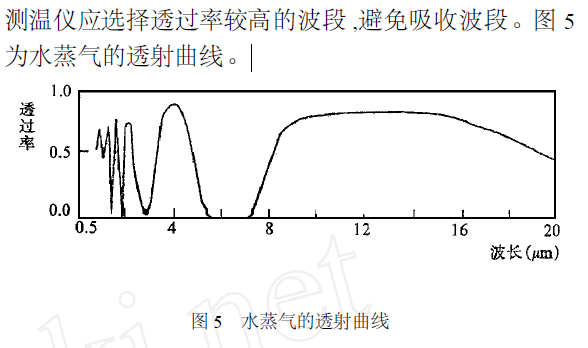 测温仪应选择透过率较高的波段,避免吸收波段。图 5
为水蒸气的透射曲线。
透过率
1.0
0.5
0.0
0.5 4 8 12 16 20
波长(μm)
图 5 水蒸气的透射曲线
ki.net